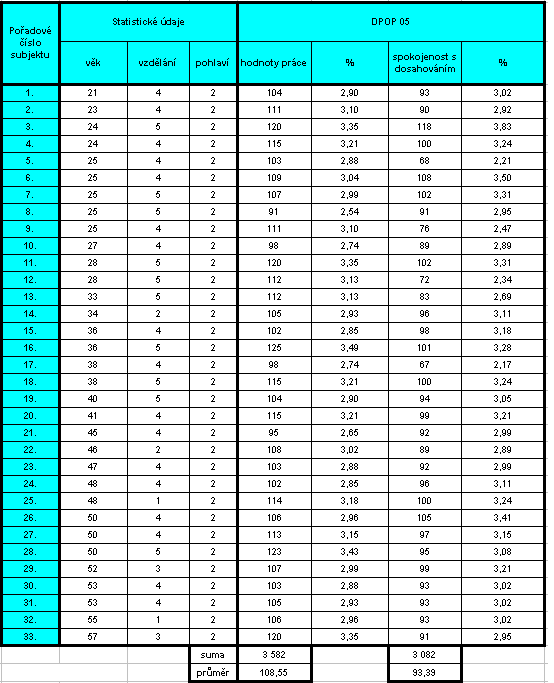 Pořadové číslo subjektu Statistické údaje DPOP 05
věk vzdělání pohlaví hodnoty práce % spokojenost s dosahováním %
1. 21 4 2 104 2,90 93 3,02
2. 23 4 2 111 3,10 90 2,92
3. 24 5 2 120 3,35 118 3,83
4. 24 4 2 115 3,21 100 3,24
5. 25 4 2 103 2,88 68 2,21
6. 25 4 2 109 3,04 108 3,50
7. 25 5 2 107 2,99 102 3,31
8. 25 5 2 91 2,54 91 2,95
9. 25 4 2 111 3,10 76 2,47
10. 27 4 2 98 2,74 89 2,89
11. 28 5 2 120 3,35 102 3,31
12. 28 5 2 112 3,13 72 2,34
13. 33 5 2 112 3,13 83 2,69
14. 34 2 2 105 2,93 96 3,11
15. 36 4 2 102 2,85 98 3,18
16. 36 5 2 125 3,49 101 3,28
17. 38 4 2 98 2,74 67 2,17
18. 38 5 2 115 3,21 100 3,24
19. 40 5 2 104 2,90 94 3,05
20. 41 4 2 115 3,21 99 3,21
21. 45 4 2 95 2,65 92 2,99
22. 46 2 2 108 3,02 89 2,89
23. 47 4 2 103 2,88 92 2,99
24. 48 4 2 102 2,85 96 3,11
25. 48 1 2 114 3,18 100 3,24
26. 50 4 2 106 2,96 105 3,41
27. 50 4 2 113 3,15 97 3,15
28. 50 5 2 123 3,43 95 3,08
29. 52 3 2 107 2,99 99 3,21
30. 53 4 2 103 2,88 93 3,02
31. 53 4 2 105 2,93 93 3,02
32. 55 1 2 106 2,96 93 3,02
33. 57 3 2 120 3,35 91 2,95
suma 3 582 3 082
průměr 108,55 93,39